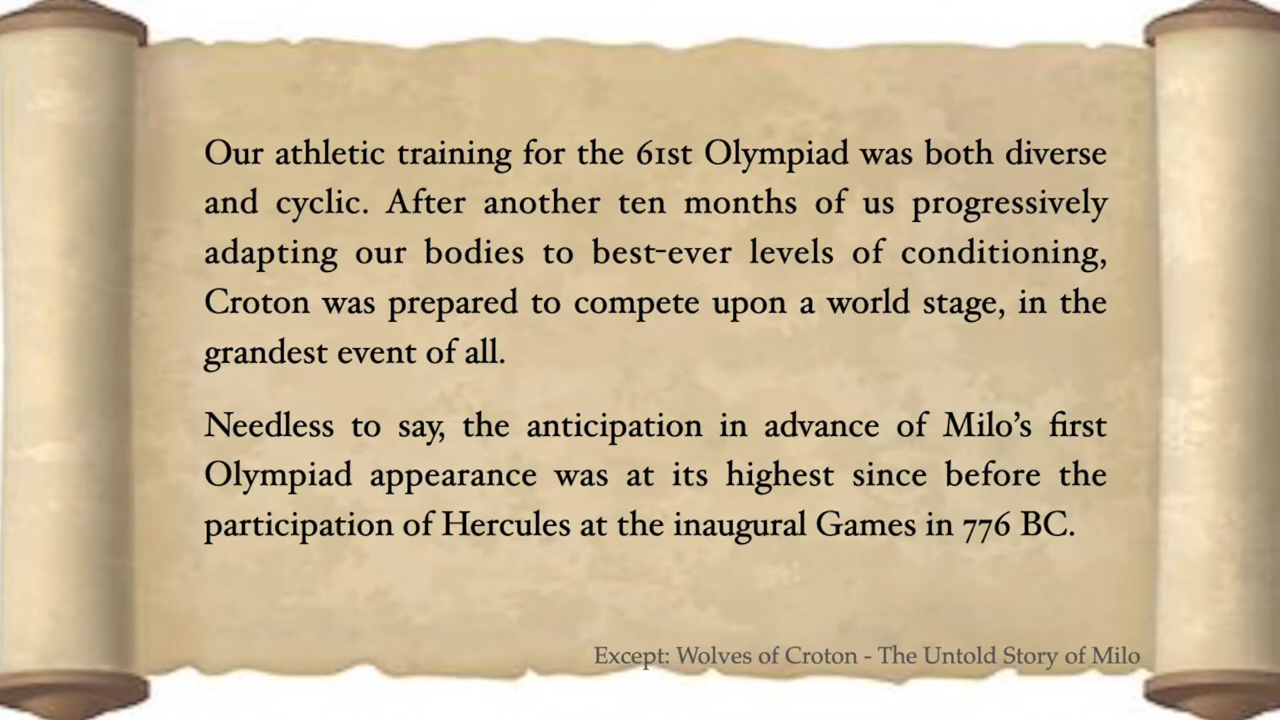 Our athletic training for the 61st Olympiad was both diverse
and cyclic. After another ten months of us progressively
adapting our bodies to best-ever levels of conditioning,
Croton was prepared to compete upon a world stage, in the
grandest event of all.
Needless to say, the anticipation in advance of Milo’s first
Olympiad appearance was at its highest since before the
participation of Hercules at the inaugural Games in 776 BC.
Except: Wolves of Croton - The Untold Story of Milo